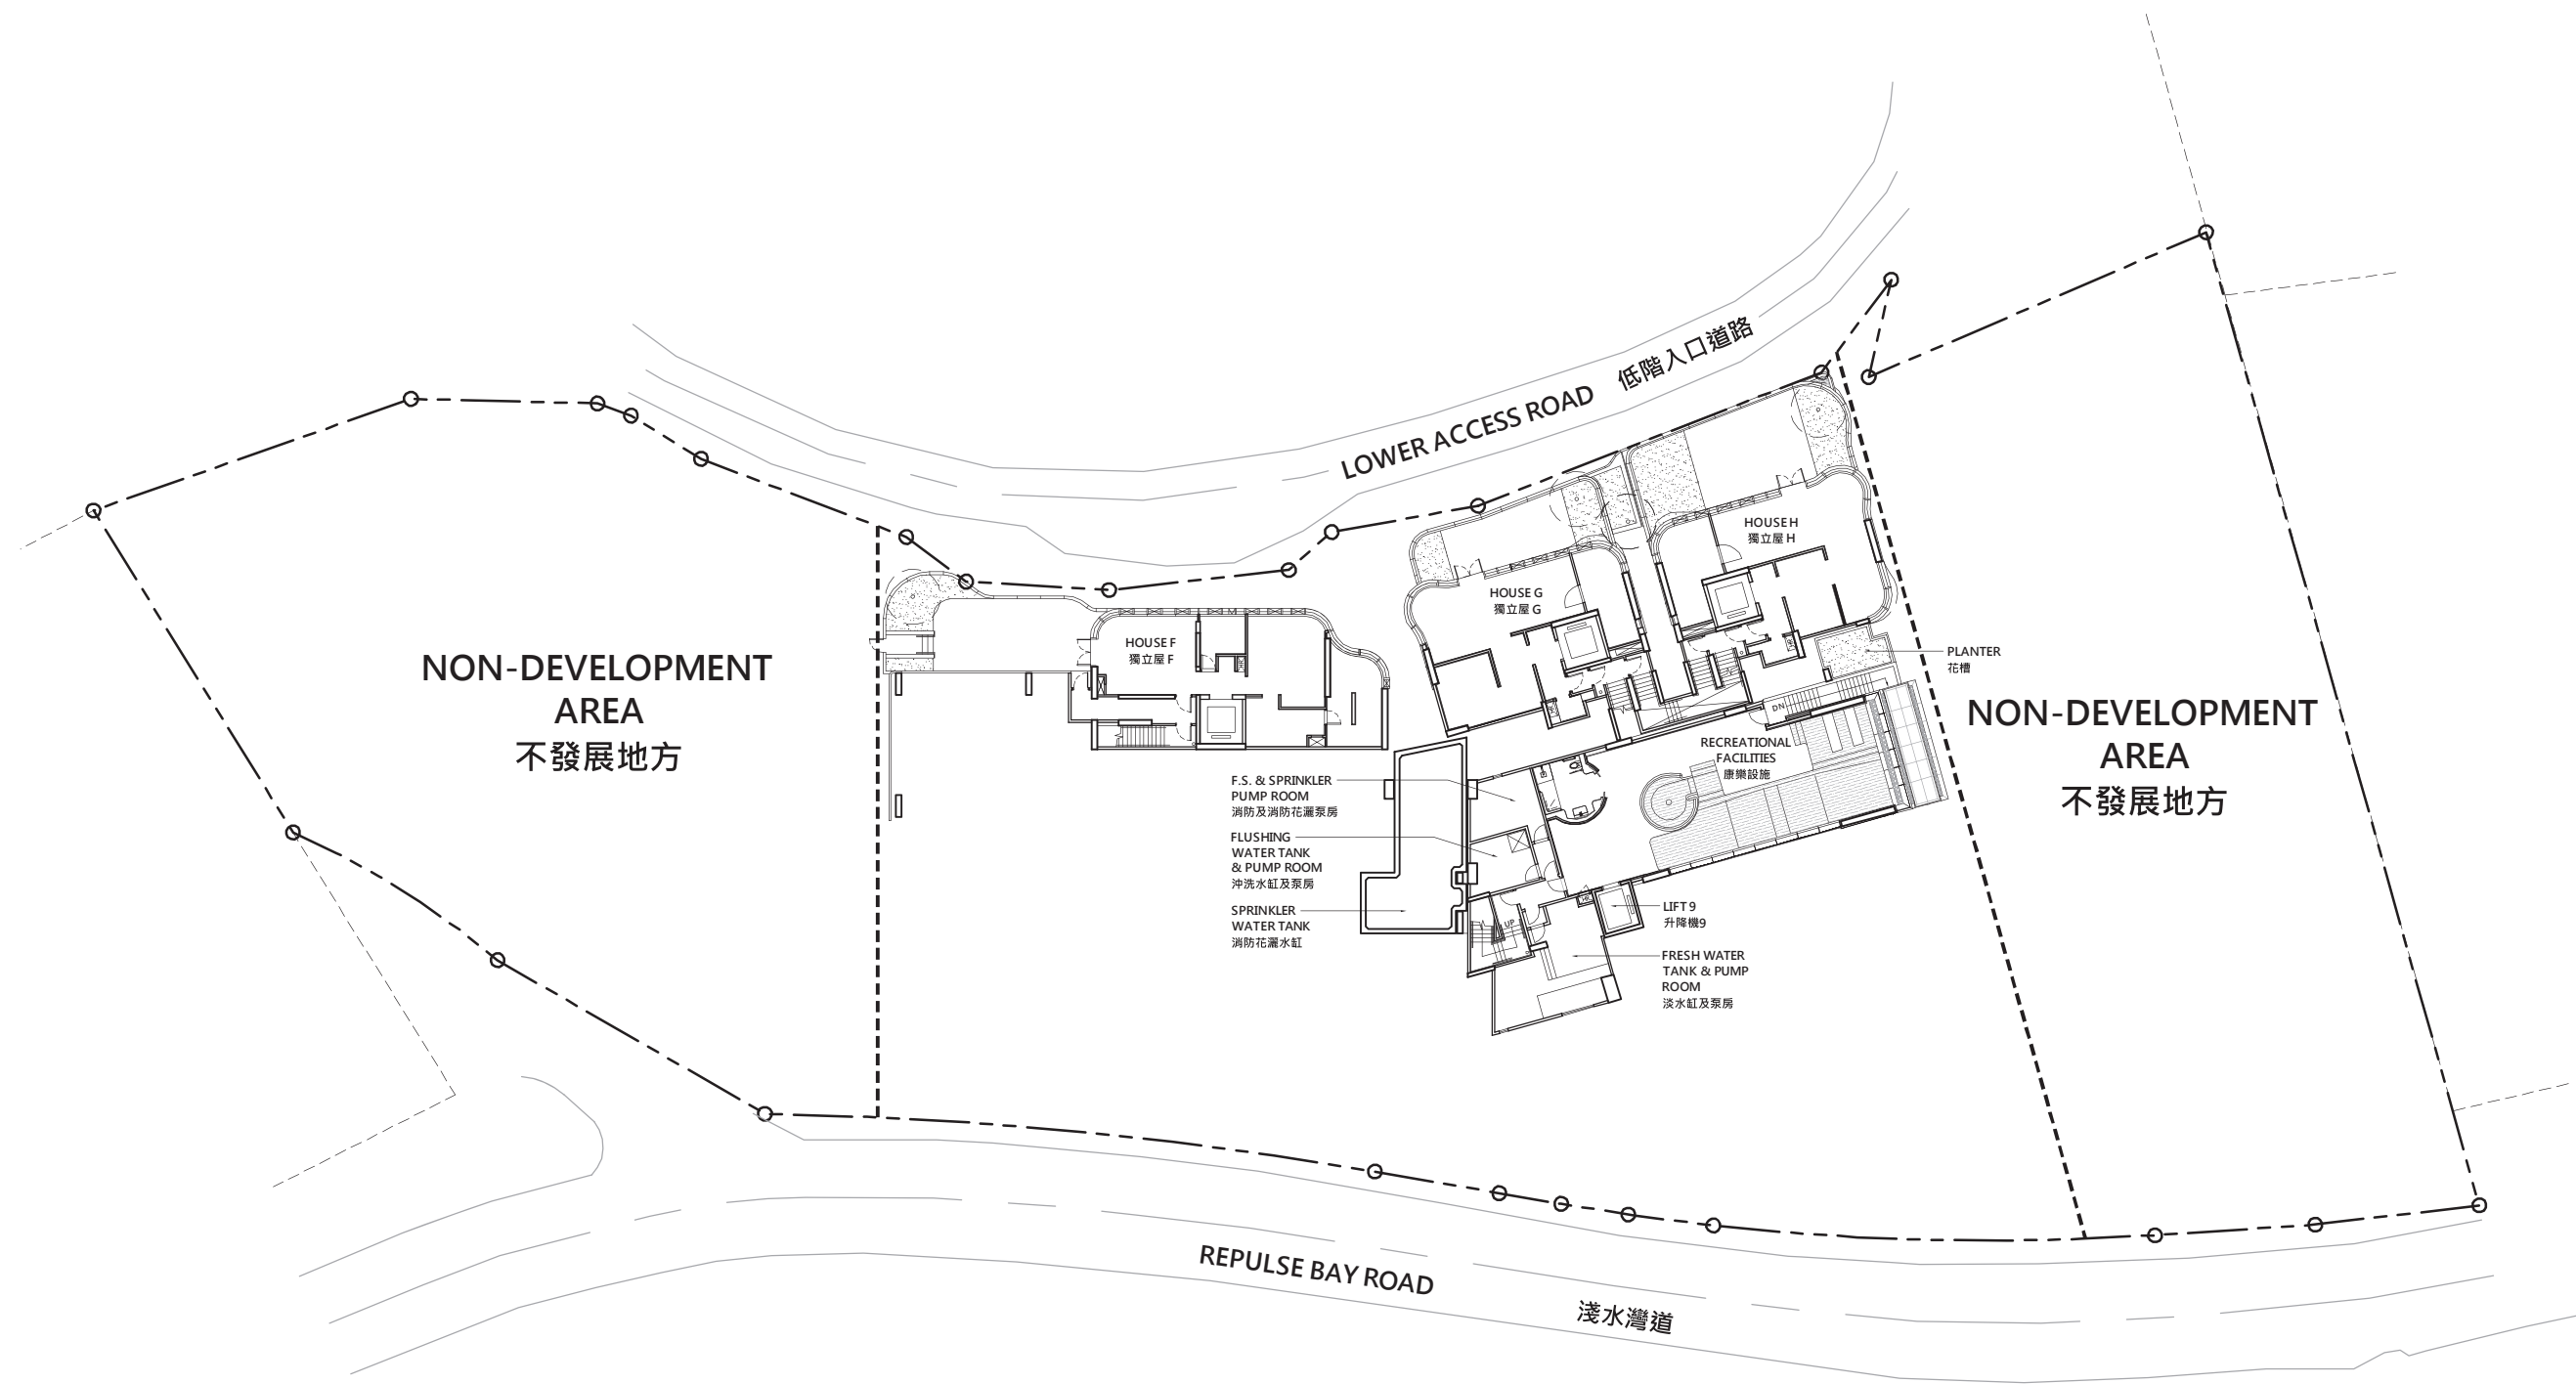 LOWER ACCESS ROAD 低階入口道路
HOUSE H
獨立屋 H
HOUSE G
獨立屋 G
HOUSE F
獨立屋 F
NON-DEVELOPMENT
AREA
不發展地方
PLANTER
花槽
NON-DEVELOPMENT
AREA
不發展地方
DN
RECREATIONAL
FACILITIES
康樂設施
F.S. & SPRINKLER
PUMP ROOM
消防及消防花灑泵房
FLUSHING
WATER TANK
& PUMP ROOM
沖洗水缸及泵房
SPRINKLER
WATER TANK
消防花灑水缸
UP
LIFT 9
升降機9
FRESH WATER
TANK & PUMP
ROOM
淡水缸及泵房
REPULSE BAY ROAD
淺水灣道